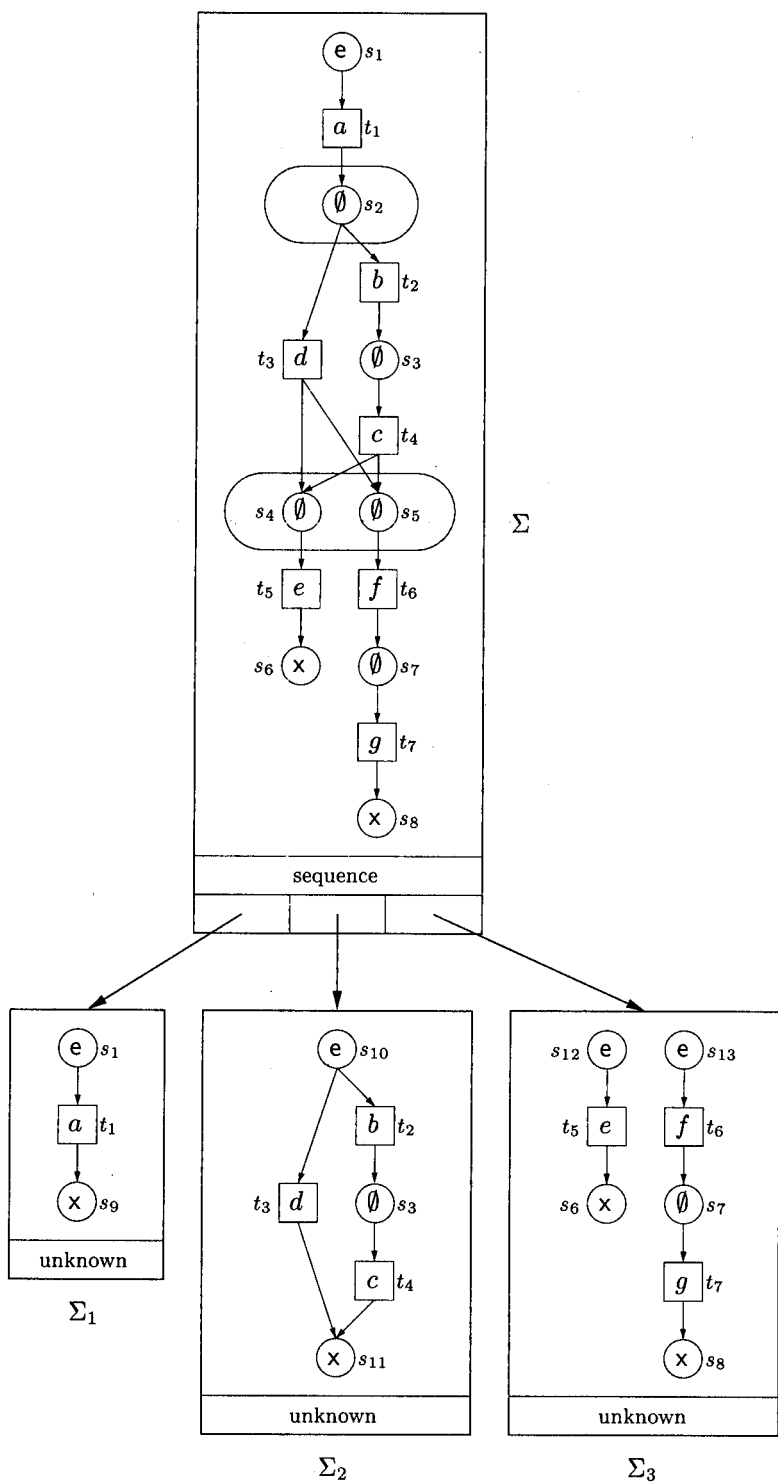 e s₁
a t₁
∅ s₂
b t₂
t₃ d ∅ s₃
c t₄
s₄ ∅ ∅ s₅
Σ
t₅ e f t₆
s₆ x ∅ s₇
g t₇
x s₈
sequence
e s₁
a t₁
x s₉
unknown
Σ₁
e s₁₀
b t₂
t₃ d ∅ s₃
c t₄
x s₁₁
unknown
Σ₂
s₁₂ e e s₁₃
t₅ e f t₆
s₆ x ∅ s₇
g t₇
x s₈
unknown
Σ₃